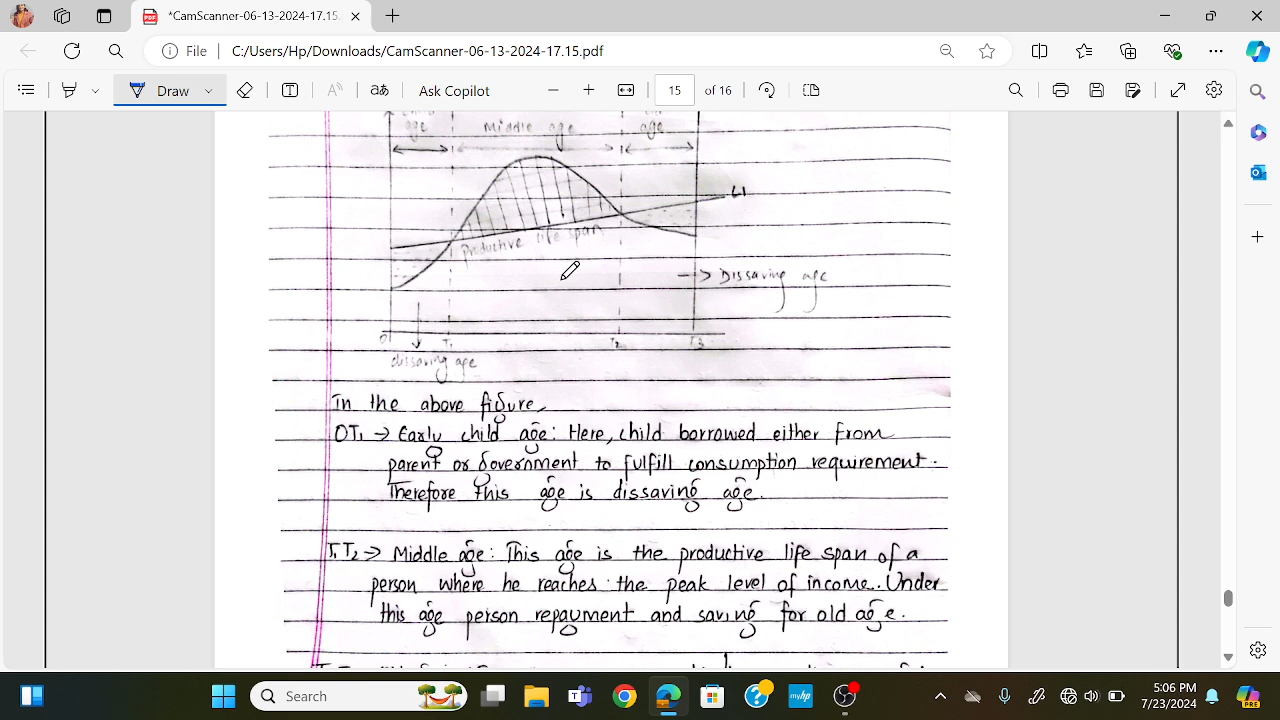 *CamScanner-06-13-2024-17.15.
File
C:/Users/Hp/Downloads/CamScanner-06-13-2024-17.15.pdf
Draw
Ask Copilot
15 of 16
age Middle age age
L1
Productive life span
→ Dissaving age
O T1 T2 T3
dissaving age
In the above figure,
OT1 → Early child age: Here, child borrowed either from
parent or government to fulfill consumption requirement.
Therefore this age is dissaving age.
T1T2 → Middle age: This age is the productive life span of a
person where he reaches the peak level of income. Under
this age person repayment and saving for old age.
Search
5:06 PM
7/23/2024